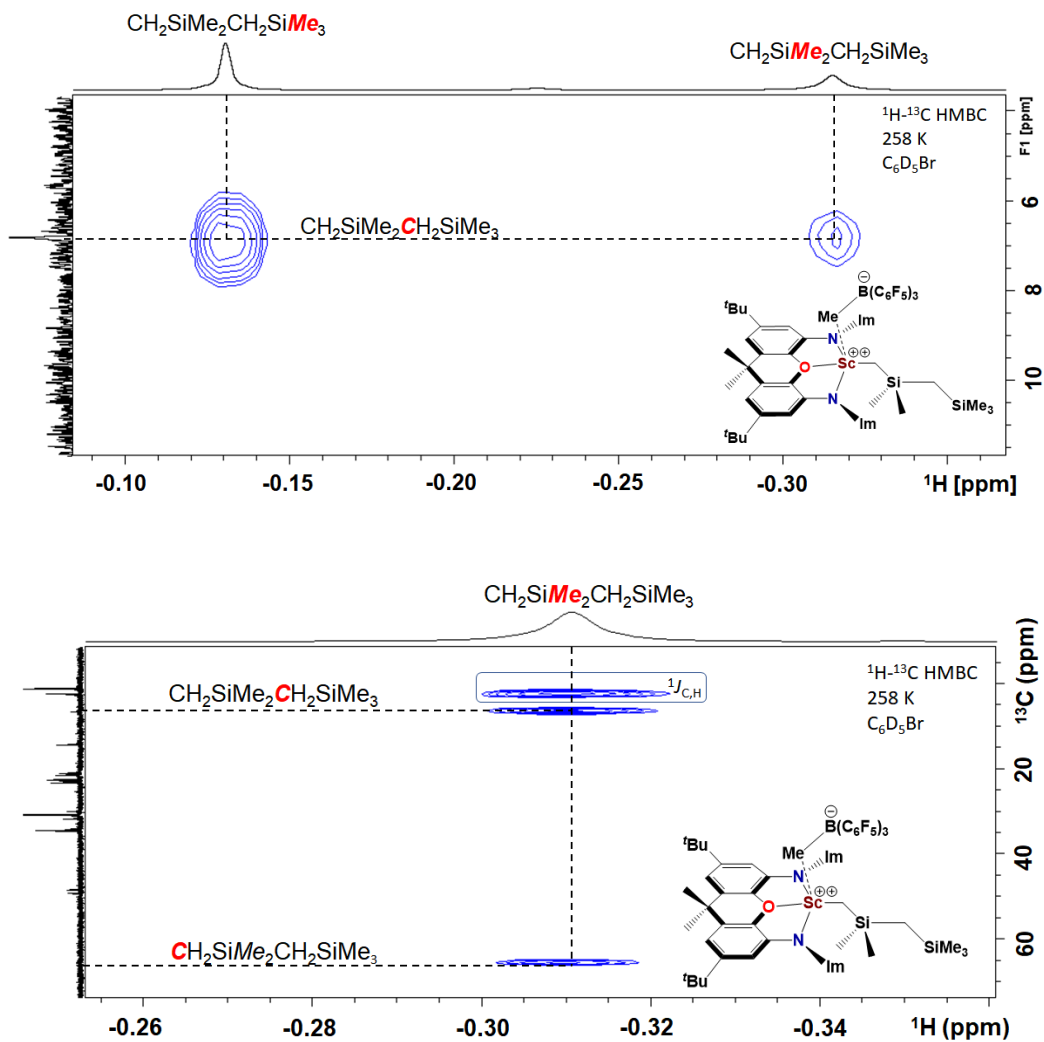 CH₂SiMe₂CH₂SiMe₃
CH₂SiMe₂CH₂SiMe₃
¹H-¹³C HMBC
258 K
C₆D₅Br
F1 [ppm]
6
8
10
CH₂SiMe₂CH₂SiMe₃
⊖
B(C₆F₅)₃
ᵗBu
Me
Im
N
⊕⊕
O
Sc
Si
N
SiMe₃
ᵗBu
Im
-0.10
-0.15
-0.20
-0.25
-0.30
¹H [ppm]
CH₂SiMe₂CH₂SiMe₃
¹J_C,H
¹H-¹³C HMBC
258 K
C₆D₅Br
¹³C (ppm)
20
40
60
CH₂SiMe₂CH₂SiMe₃
⊖
B(C₆F₅)₃
ᵗBu
Me
Im
N
⊕⊕
O
Sc
Si
N
SiMe₃
ᵗBu
Im
CH₂SiMe₂CH₂SiMe₃
-0.26
-0.28
-0.30
-0.32
-0.34
¹H (ppm)